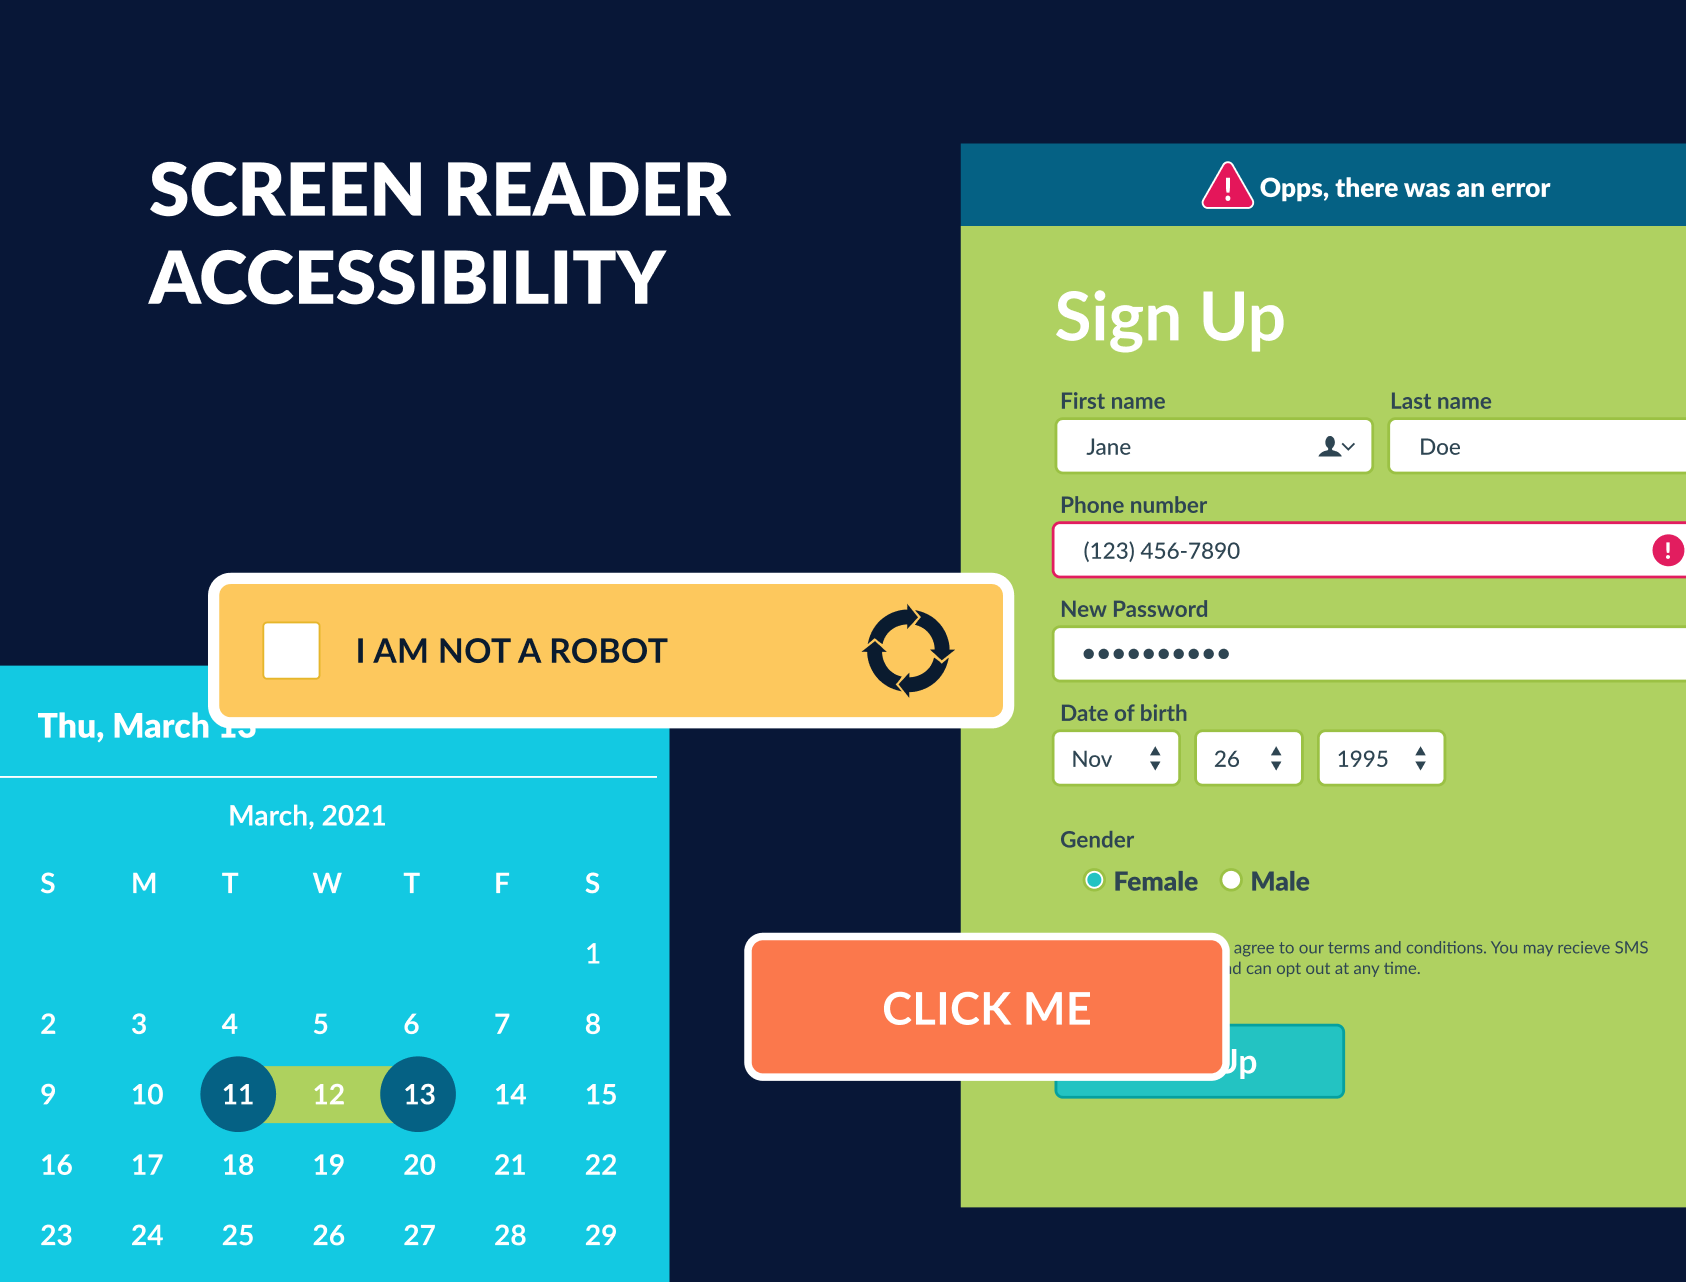 SCREEN READER
ACCESSIBILITY
! Opps, there was an error
Sign Up
First name Last name
Jane Doe
Phone number
(123) 456-7890 !
New Password
Date of birth
Nov 26 1995
Gender
Female Male
agree to our terms and conditions. You may recieve SMS
can opt out at any time.
Up
I AM NOT A ROBOT
CLICK ME
Thu, March 13
March, 2021
S M T W T F S
1
2 3 4 5 6 7 8
9 10 11 12 13 14 15
16 17 18 19 20 21 22
23 24 25 26 27 28 29